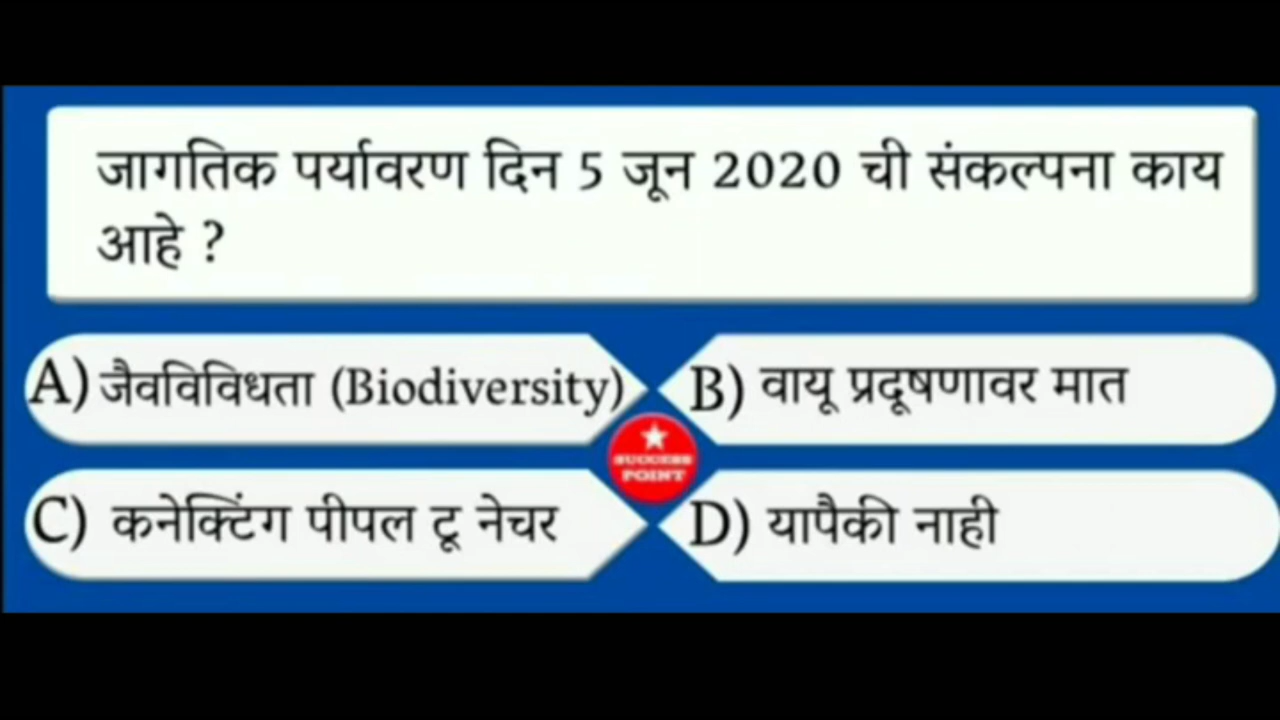 जागतिक पर्यावरण दिन 5 जून 2020 ची संकल्पना काय
आहे ?
A) जैवविविधता (Biodiversity)
B) वायू प्रदूषणावर मात
SUCCESS
POINT
C) कनेक्टिंग पीपल टू नेचर
D) यापैकी नाही